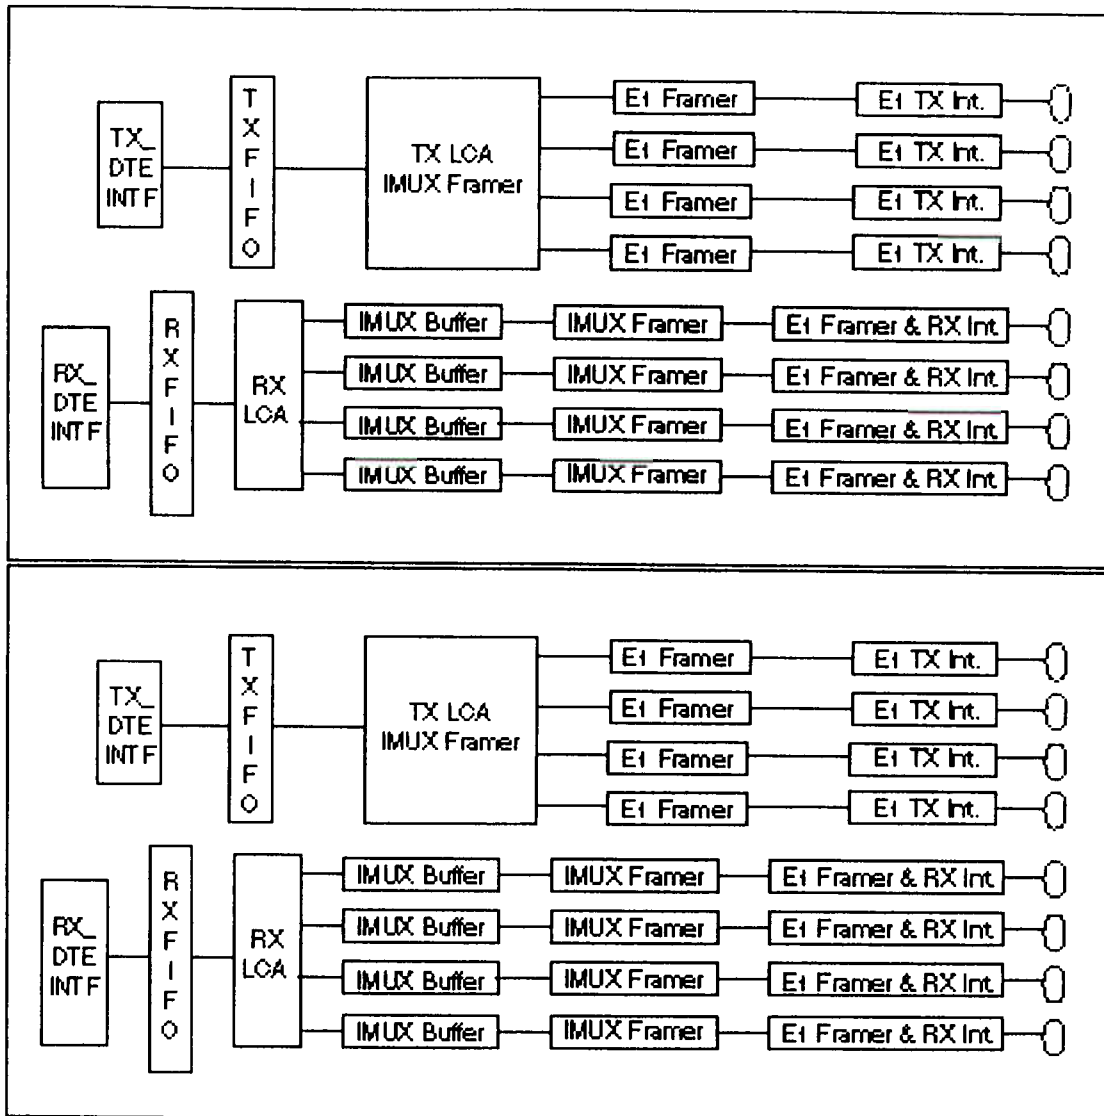 TX_
DTE
INTF
T
X
F
I
F
O
TX LCA
IMUX Framer
E1 Framer
E1 TX Int.
E1 Framer
E1 TX Int.
E1 Framer
E1 TX Int.
E1 Framer
E1 TX Int.
RX_
DTE
INTF
R
X
F
I
F
O
RX
LCA
IMUX Buffer
IMUX Framer
E1 Framer & RX Int.
IMUX Buffer
IMUX Framer
E1 Framer & RX Int
IMUX Buffer
IMUX Framer
E1 Framer & RX Int
IMUX Buffer
IMUX Framer
E1 Framer & RX Int
TX_
DTE
INTF
T
X
F
I
F
O
TX LCA
IMUX Framer
E1 Framer
E1 TX Int.
E1 Framer
E1 TX Int.
E1 Framer
E1 TX Int.
E1 Framer
E1 TX Int.
RX_
DTE
INTF
R
X
F
I
F
O
RX
LCA
IMUX Buffer
IMUX Framer
E1 Framer & RX Int
IMUX Buffer
IMUX Framer
E1 Framer & RX Int
IMUX Buffer
IMUX Framer
E1 Framer & RX Int
IMUX Buffer
IMUX Framer
E1 Framer & RX Int